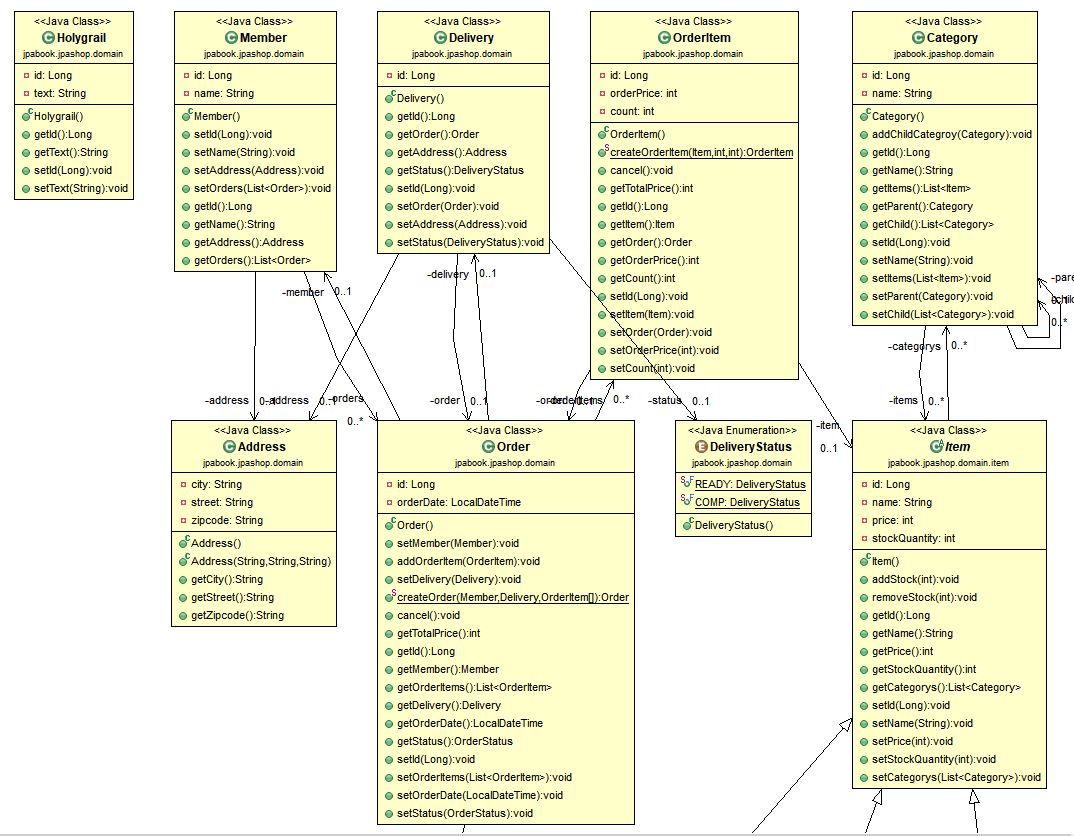 <<Java Class>>
Holygrail
jpabook.jpashop.domain
id: Long
text: String
Holygrail()
getId():Long
getText():String
setId(Long):void
setText(String):void
<<Java Class>>
Member
jpabook.jpashop.domain
id: Long
name: String
Member()
setId(Long):void
setName(String):void
setAddress(Address):void
setOrders(List<Order>):void
getId():Long
getName():String
getAddress():Address
getOrders():List<Order>
<<Java Class>>
Delivery
jpabook.jpashop.domain
id: Long
Delivery()
getId():Long
getOrder():Order
getAddress():Address
getStatus():DeliveryStatus
setId(Long):void
setOrder(Order):void
setAddress(Address):void
setStatus(DeliveryStatus):void
<<Java Class>>
OrderItem
jpabook.jpashop.domain
id: Long
orderPrice: int
count: int
OrderItem()
createOrderItem(Item,int,int):OrderItem
cancel():void
getTotalPrice():int
getId():Long
getItem():Item
getOrder():Order
getOrderPrice():int
getCount():int
setId(Long):void
setItem(Item):void
setOrder(Order):void
setOrderPrice(int):void
setCount(int):void
<<Java Class>>
Category
jpabook.jpashop.domain
id: Long
name: String
Category()
addChildCategroy(Category):void
getId():Long
getName():String
getItems():List<Item>
getParent():Category
getChild():List<Category>
setId(Long):void
setName(String):void
setItems(List<Item>):void
setParent(Category):void
setChild(List<Category>):void
-pare
0..*
-member 0..1
-delivery 0..1
-categorys 0..*
-address
-address
-orders
0..*
-order 0..1
0..*
-status 0..1
-items 0..*
-item
0..1
<<Java Class>>
Address
jpabook.jpashop.domain
city: String
street: String
zipcode: String
Address()
Address(String,String,String)
getCity():String
getStreet():String
getZipcode():String
<<Java Class>>
Order
jpabook.jpashop.domain
id: Long
orderDate: LocalDateTime
Order()
setMember(Member):void
addOrderItem(OrderItem):void
setDelivery(Delivery):void
createOrder(Member,Delivery,OrderItem[]):Order
cancel():void
getTotalPrice():int
getId():Long
getMember():Member
getOrderItems():List<OrderItem>
getDelivery():Delivery
getOrderDate():LocalDateTime
getStatus():OrderStatus
setId(Long):void
setOrderItems(List<OrderItem>):void
setOrderDate(LocalDateTime):void
setStatus(OrderStatus):void
<<Java Enumeration>>
DeliveryStatus
jpabook.jpashop.domain
READY: DeliveryStatus
COMP: DeliveryStatus
DeliveryStatus()
<<Java Class>>
Item
jpabook.jpashop.domain.item
id: Long
name: String
price: int
stockQuantity: int
Item()
addStock(int):void
removeStock(int):void
getId():Long
getName():String
getPrice():int
getStockQuantity():int
getCategorys():List<Category>
setId(Long):void
setName(String):void
setPrice(int):void
setStockQuantity(int):void
setCategorys(List<Category>):void